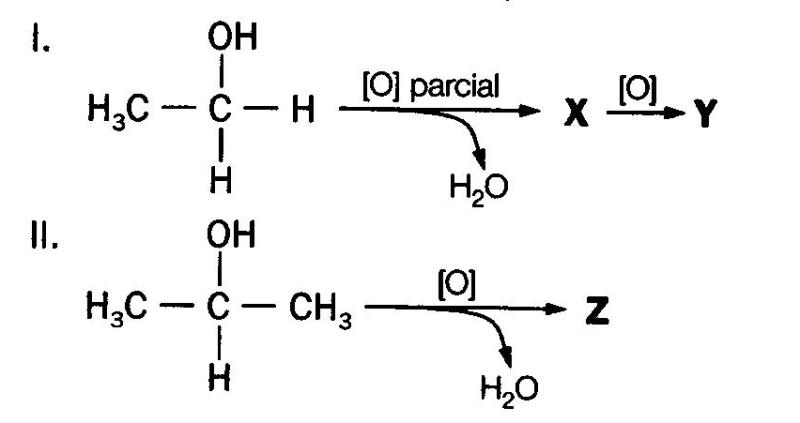 I.
OH
H₃C – C – H [O] parcial X [O] Y
H
H₂O
II.
OH
H₃C – C – CH₃ [O] Z
H
H₂O